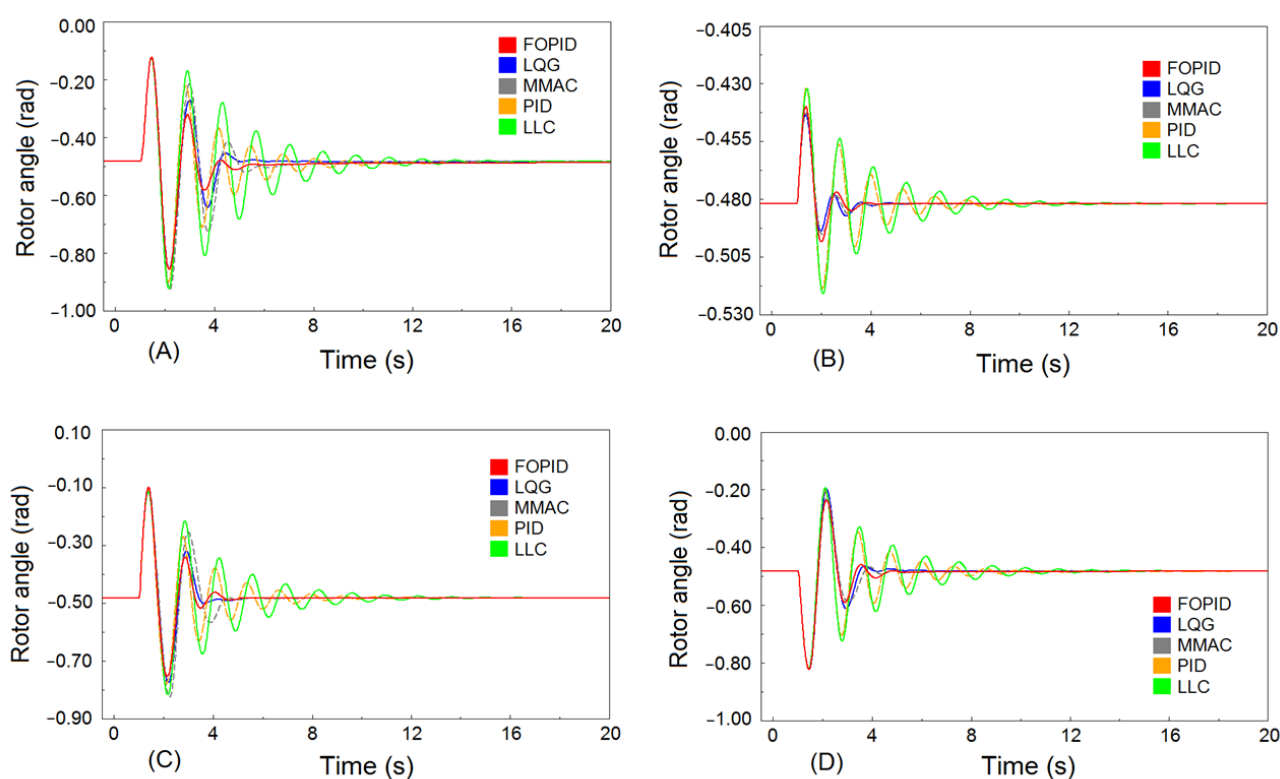 0.00
−0.20
−0.40
−0.60
−0.80
−1.00
Rotor angle (rad)
FOPID
LQG
MMAC
PID
LLC
0 4 8 12 16 20
(A) Time (s)
−0.405
−0.430
−0.455
−0.480
−0.505
−0.530
Rotor angle (rad)
FOPID
LQG
MMAC
PID
LLC
0 4 8 12 16 20
(B) Time (s)
0.10
−0.10
−0.30
−0.50
−0.70
−0.90
Rotor angle (rad)
FOPID
LQG
MMAC
PID
LLC
0 4 8 12 16 20
(C) Time (s)
0.00
−0.20
−0.40
−0.60
−0.80
−1.00
Rotor angle (rad)
FOPID
LQG
MMAC
PID
LLC
0 4 8 12 16 20
(D) Time (s)